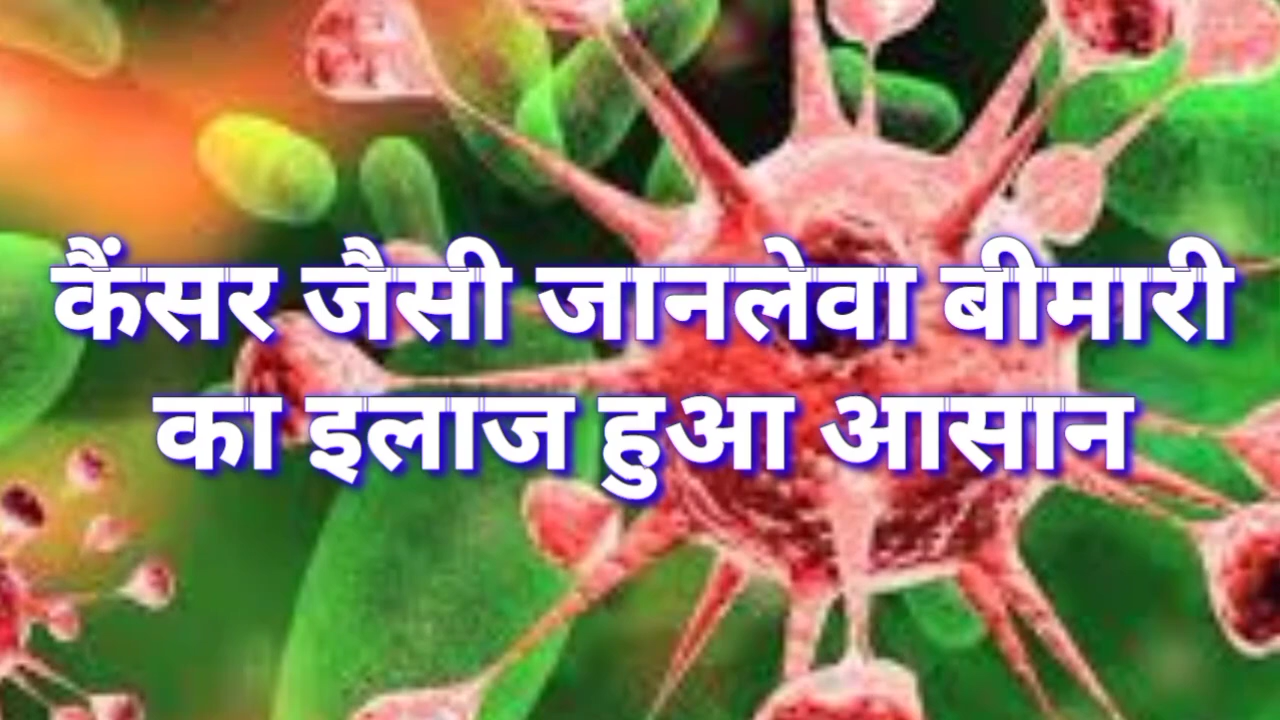 कैंसर जैसी जानलेवा बीमारी
का इलाज हुआ आसान